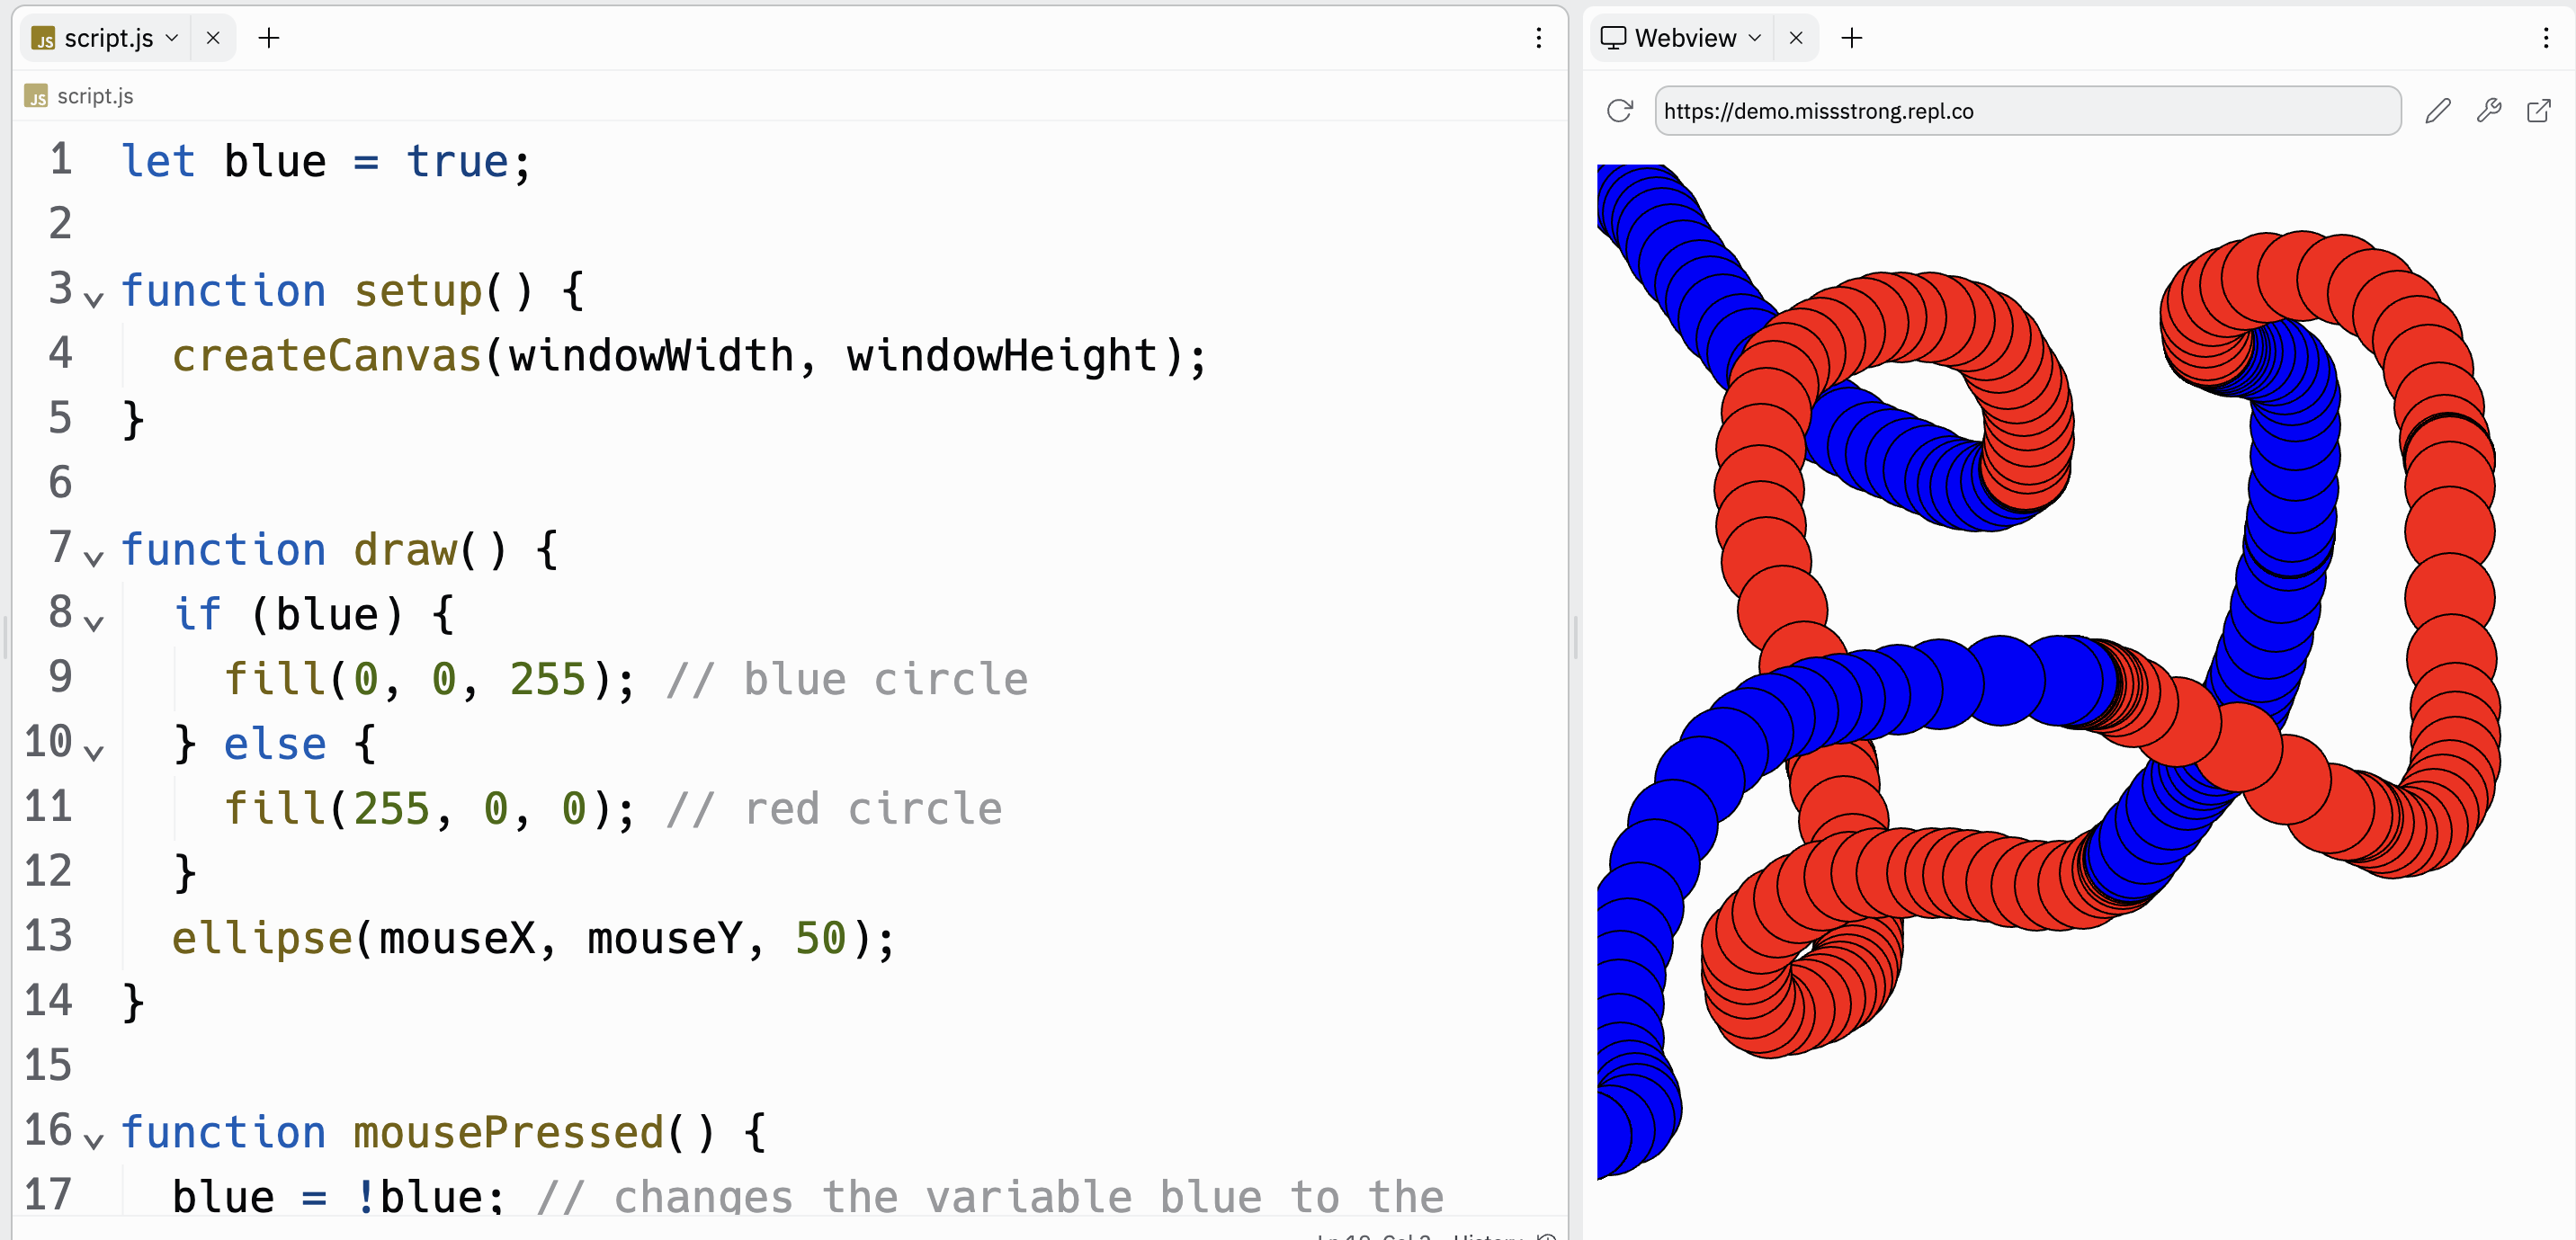 script.js
script.js
1 let blue = true;
2
3 function setup() {
4 createCanvas(windowWidth, windowHeight);
5 }
6
7 function draw() {
8 if (blue) {
9 fill(0, 0, 255); // blue circle
10 } else {
11 fill(255, 0, 0); // red circle
12 }
13 ellipse(mouseX, mouseY, 50);
14 }
15
16 function mousePressed() {
17 blue = !blue; // changes the variable blue to the
History
Webview
https://demo.missstrong.repl.co